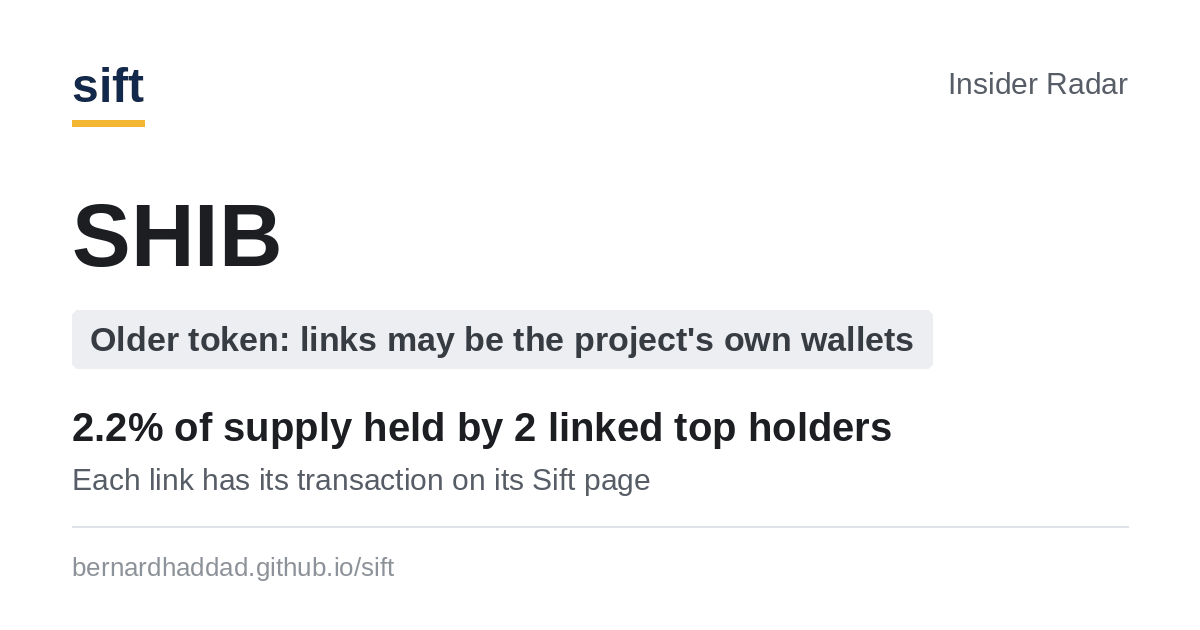 sift
Insider Radar
SHIB
Older token: links may be the project's own wallets
2.2% of supply held by 2 linked top holders
Each link has its transaction on its Sift page
bernardhaddad.github.io/sift